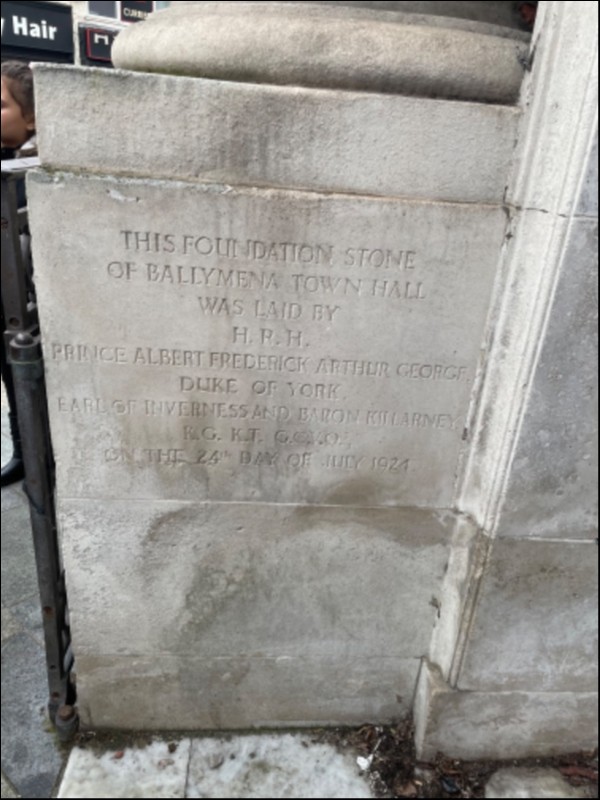 Hair
THIS FOUNDATION STONE
OF BALLYMENA TOWN HALL
WAS LAID BY
H. R. H.
PRINCE ALBERT FREDERICK ARTHUR GEORGE.
DUKE OF YORK.
EARL OF INVERNESS AND BARON KILLARNEY.
K.G. K.T. G.C.V.O.
ON THE 24th DAY OF JULY 1924